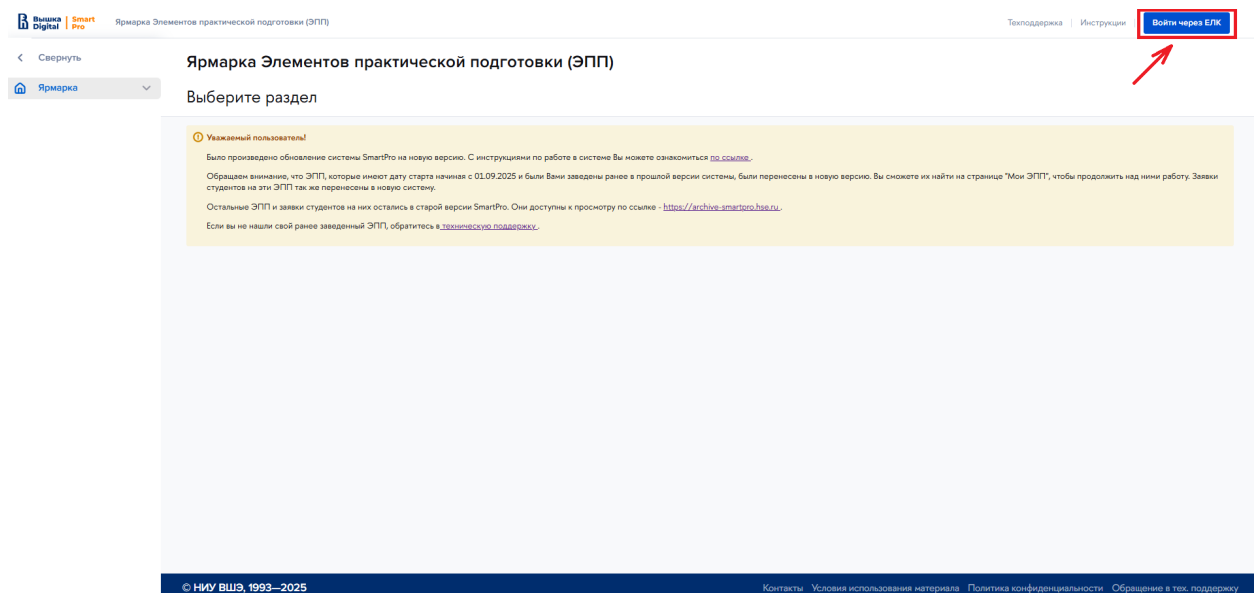 Вышка Digital | Smart Pro
Ярмарка Элементов практической подготовки (ЭПП)
Техподдержка | Инструкции
Войти через ЕЛК
Свернуть
Ярмарка
Ярмарка Элементов практической подготовки (ЭПП)
Выберите раздел
Уважаемый пользователь!
Было произведено обновление системы SmartPro на новую версию. С инструкциями по работе в системе Вы можете ознакомиться по ссылке .
Обращаем внимание, что ЭПП, которые имеют дату старта начиная с 01.09.2025 и были Вами заведены ранее в прошлой версии системы, были перенесены в новую версию. Вы сможете их найти на странице "Мои ЭПП", чтобы продолжить над ними работу. Заявки
студентов на эти ЭПП так же перенесены в новую систему.
Остальные ЭПП и заявки студентов на них остались в старой версии SmartPro. Они доступны к просмотру по ссылке - https://archive-smartpro.hse.ru .
Если вы не нашли свой ранее заведенный ЭПП, обратитесь в техническую поддержку .
© НИУ ВШЭ, 1993—2025
Контакты Условия использования материала Политика конфиденциальности Обращение в тех. поддержку